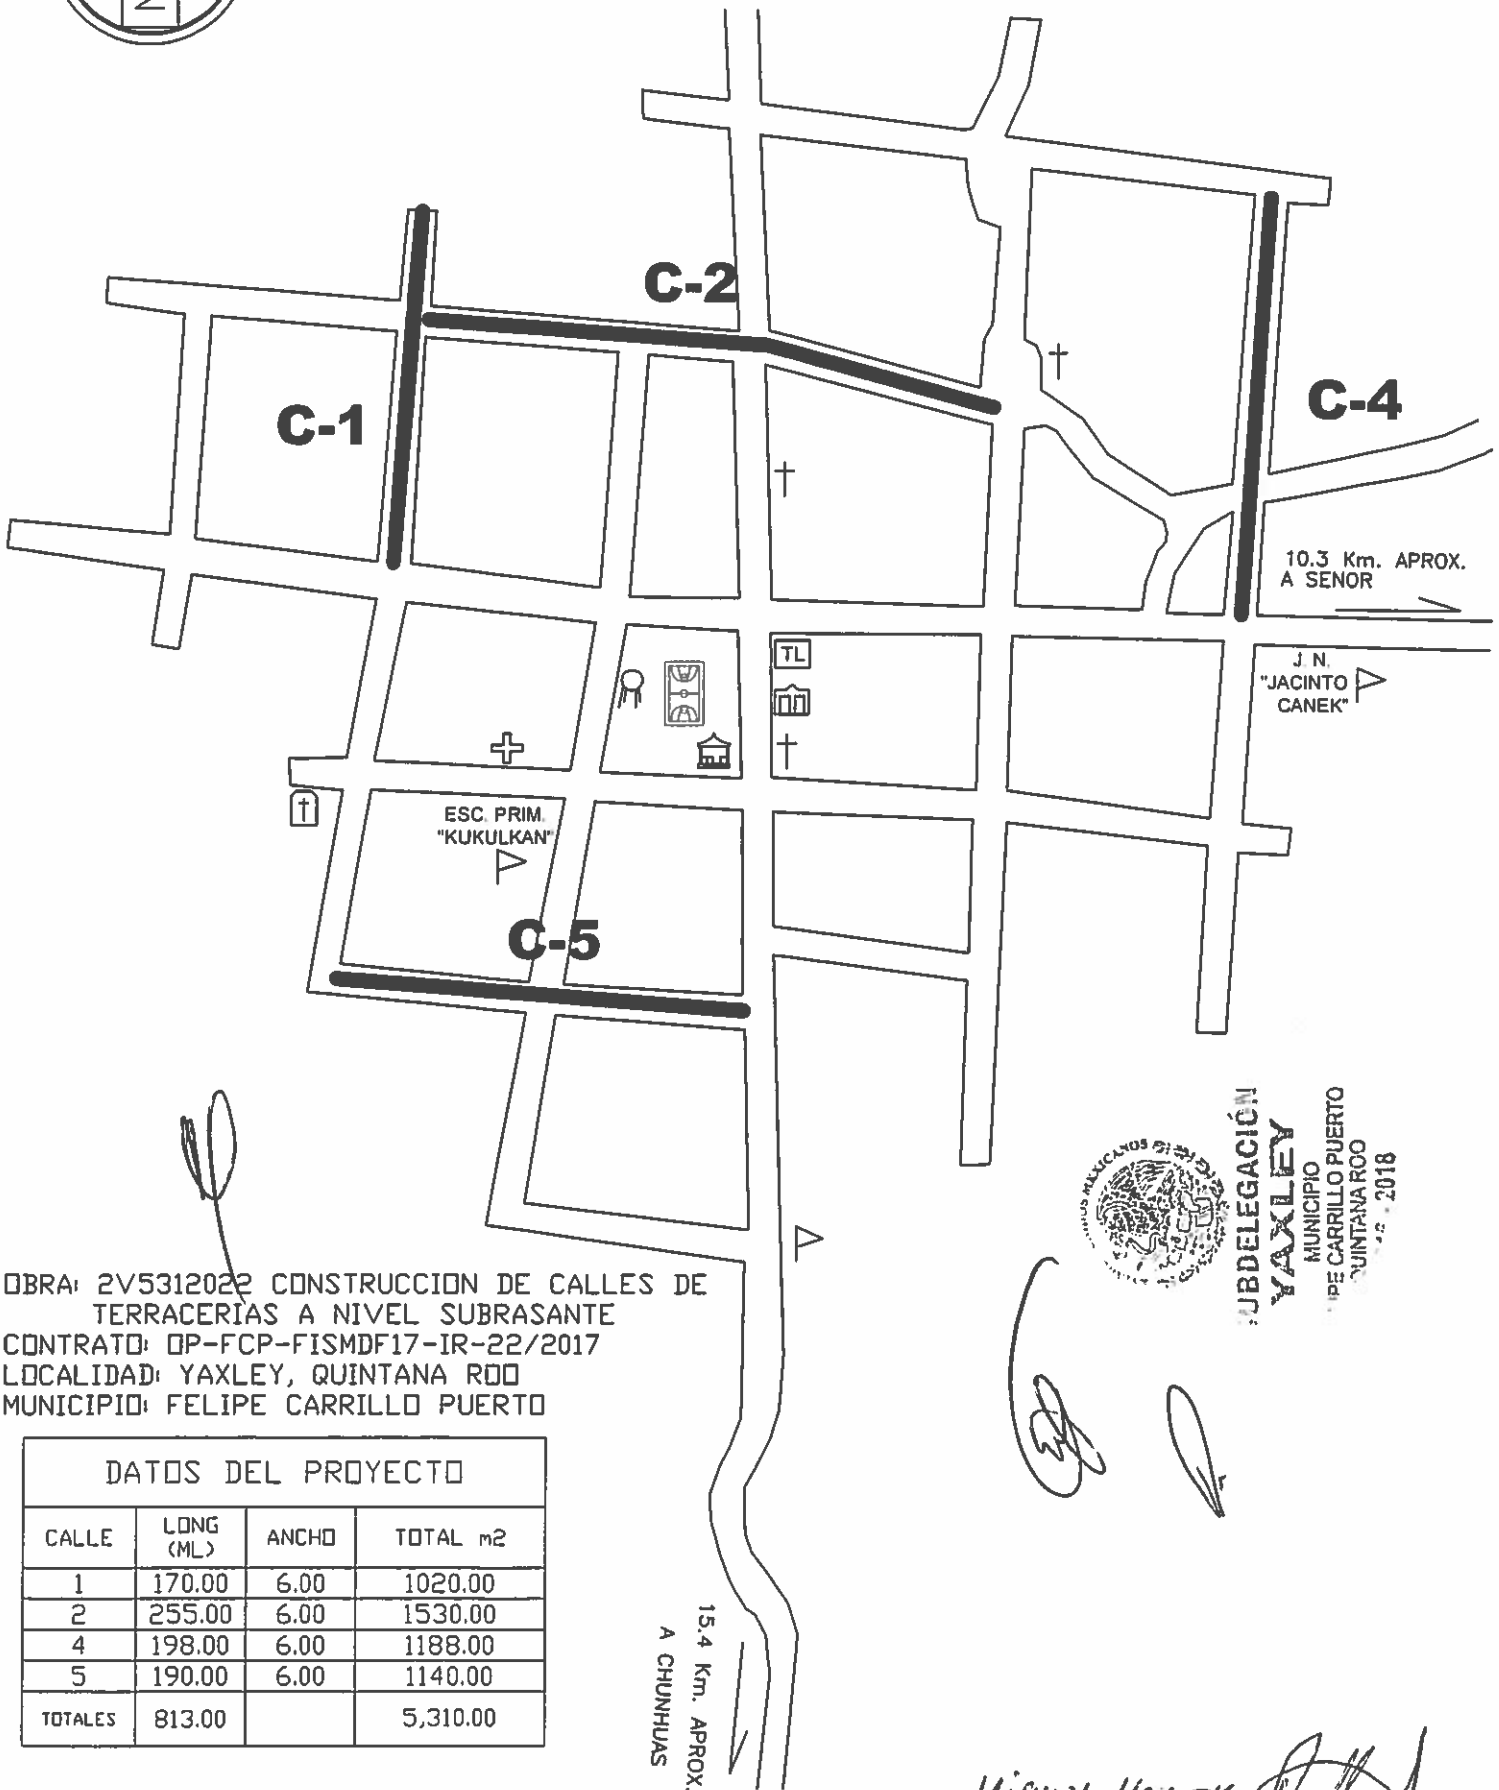 C-2
C-1
C-4
10.3 Km. APROX.
A SENOR
TL
J. N.
"JACINTO
CANEK"
ESC. PRIM.
"KUKULKAN"
C-5
MEXICANOS
UBDELEGACIÓN
YAXLEY
MUNICIPIO
PE CARRILLO PUERTO
QUINTANA ROO
2018
OBRA: 2V5312022 CONSTRUCCION DE CALLES DE
TERRACERIAS A NIVEL SUBRASANTE
CONTRATO: OP-FCP-FISMDF17-IR-22/2017
LOCALIDAD: YAXLEY, QUINTANA ROO
MUNICIPIO: FELIPE CARRILLO PUERTO
DATOS DEL PROYECTO
CALLE LONG (ML) ANCHO TOTAL m2
1 170.00 6.00 1020.00
2 255.00 6.00 1530.00
4 198.00 6.00 1188.00
5 190.00 6.00 1140.00
TOTALES 813.00 5,310.00
15.4 Km. APROX.
A CHUNHUAS